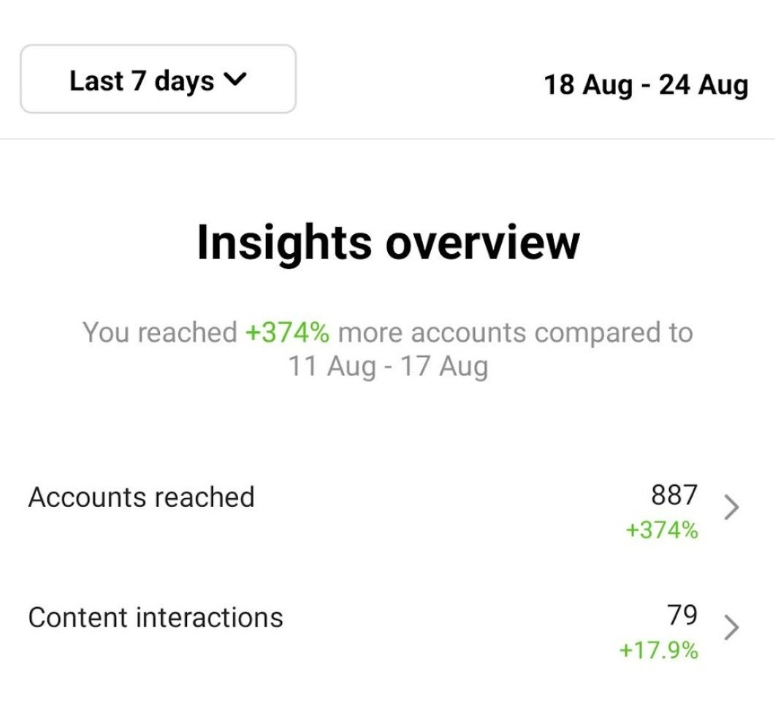 Last 7 days
18 Aug - 24 Aug
Insights overview
You reached +374% more accounts compared to
11 Aug - 17 Aug
Accounts reached
887
+374%
Content interactions
79
+17.9%